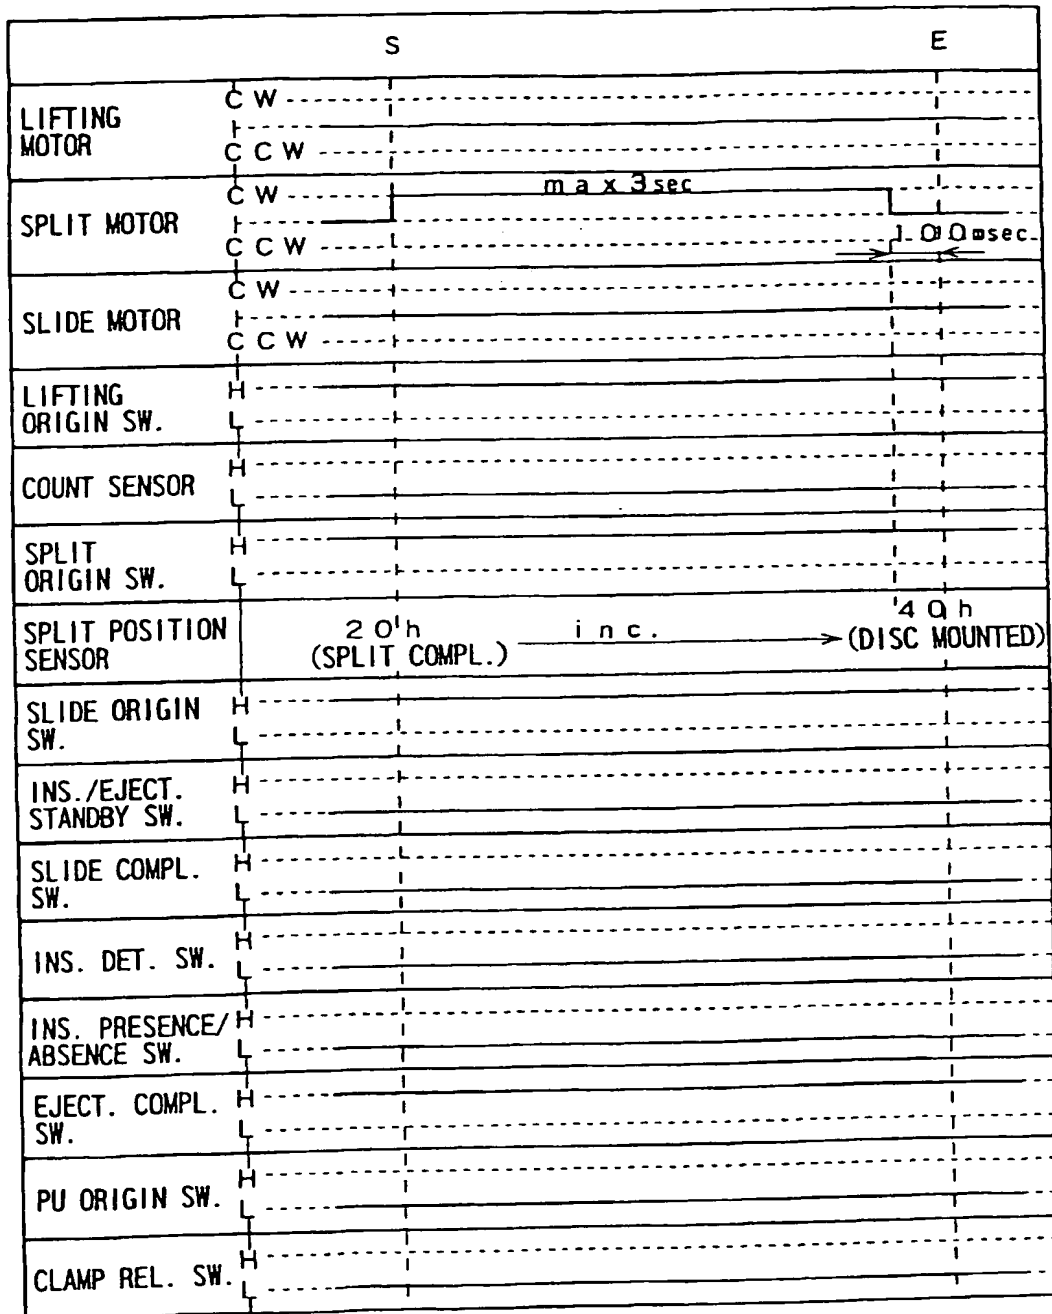 S E
LIFTING
MOTOR
CW
CCW
SPLIT MOTOR
CW
CCW
max 3sec
100msec
SLIDE MOTOR
CW
CCW
LIFTING
ORIGIN SW.
H
L
COUNT SENSOR
H
L
SPLIT
ORIGIN SW.
H
L
SPLIT POSITION
SENSOR
20h
(SPLIT COMPL.)
inc.
40h
(DISC MOUNTED)
SLIDE ORIGIN
SW.
H
L
INS./EJECT.
STANDBY SW.
H
L
SLIDE COMPL.
SW.
H
L
INS. DET. SW.
H
L
INS. PRESENCE/
ABSENCE SW.
H
L
EJECT. COMPL.
SW.
H
L
PU ORIGIN SW.
H
L
CLAMP REL. SW.
H
L